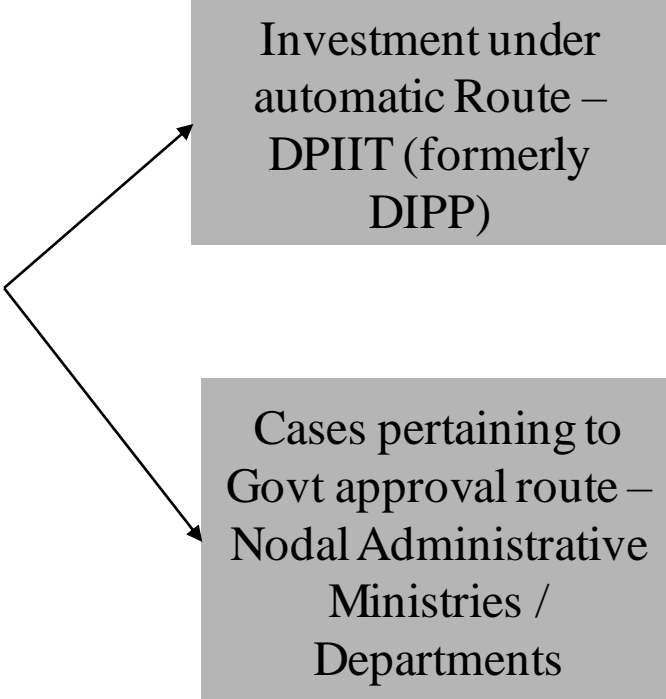 Investment under
automatic Route –
DPIIT (formerly
DIPP)
Cases pertaining to
Govt approval route –
Nodal Administrative
Ministries /
Departments